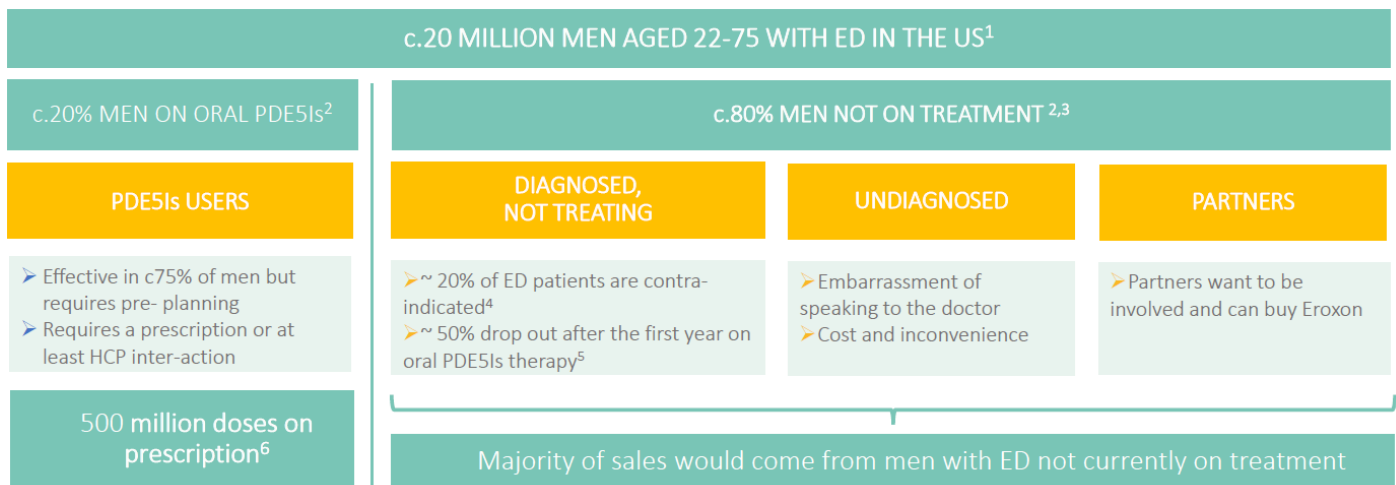 c.20 MILLION MEN AGED 22-75 WITH ED IN THE US1
c.20% MEN ON ORAL PDE5Is2
c.80% MEN NOT ON TREATMENT 2,3
PDE5Is USERS
DIAGNOSED,
NOT TREATING
UNDIAGNOSED
PARTNERS
➢ Effective in c75% of men but
requires pre- planning
➢ Requires a prescription or at
least HCP inter-action
➢~ 20% of ED patients are contra-
indicated4
➢~ 50% drop out after the first year on
oral PDE5Is therapy5
➢Embarrassment of
speaking to the doctor
➢Cost and inconvenience
➢Partners want to be
involved and can buy Eroxon
500 million doses on
prescription6
Majority of sales would come from men with ED not currently on treatment